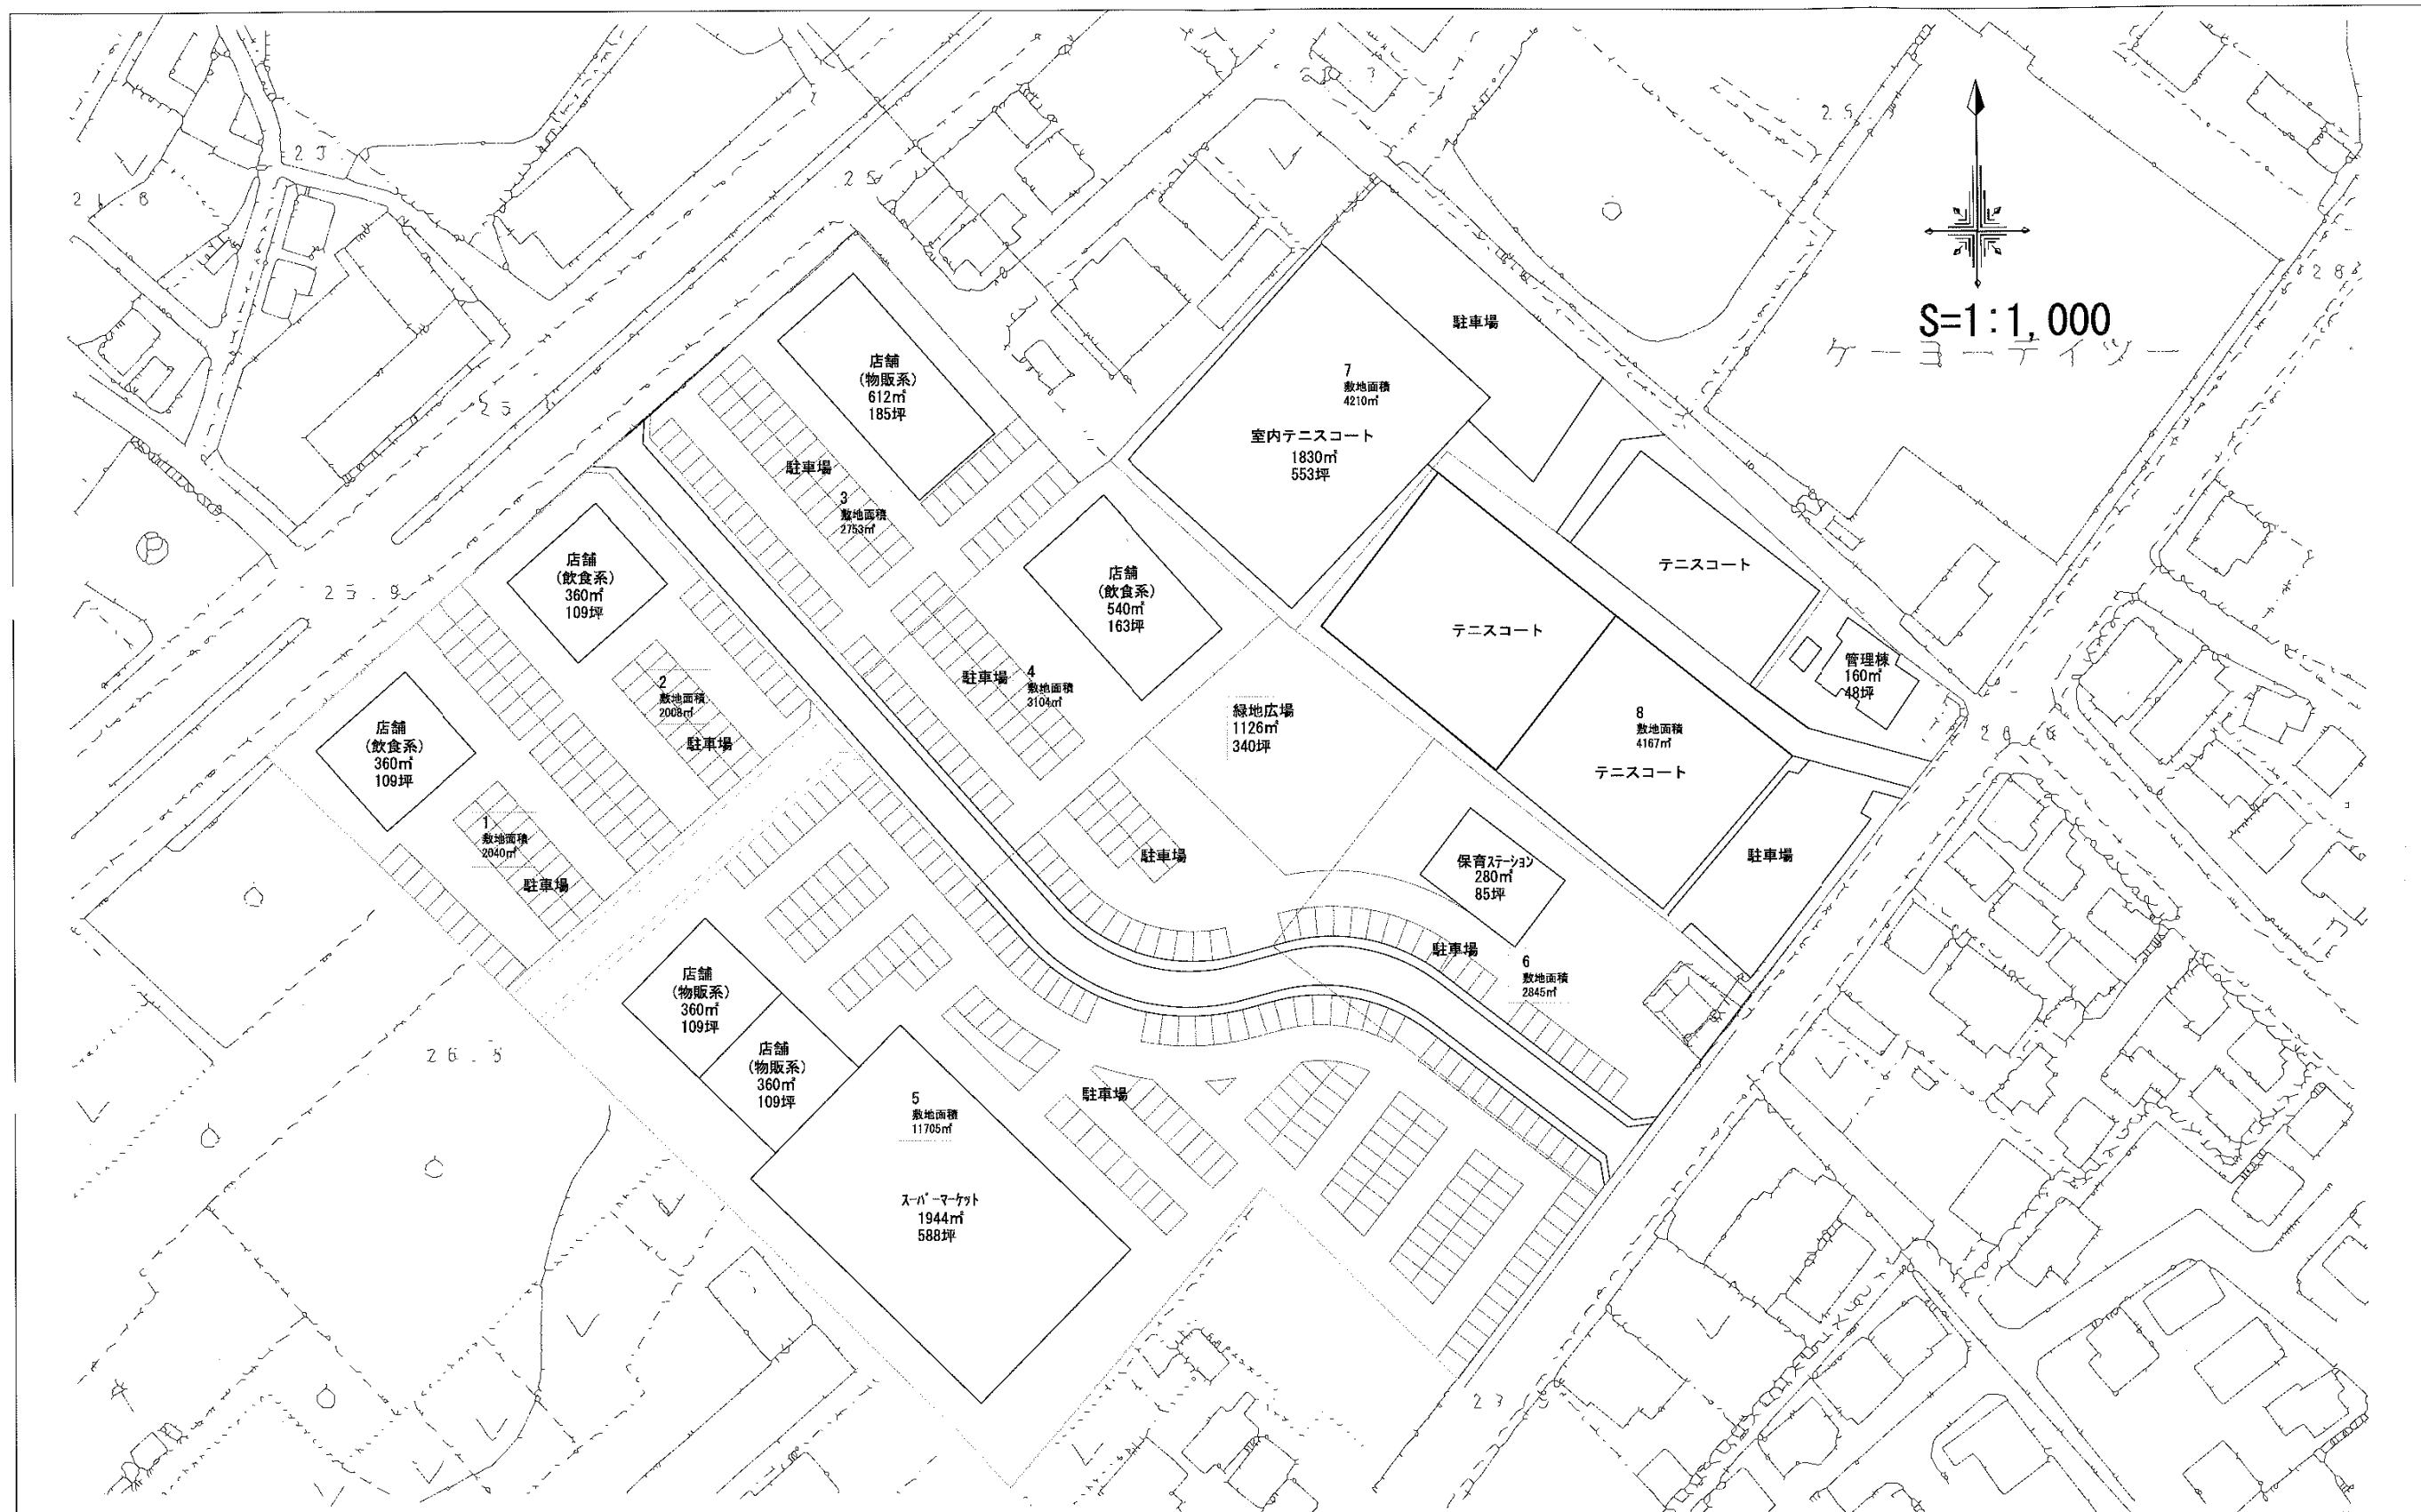 S=1:1,000
ケーヨーデイツー
25
25
25.9
店舗
(物販系)
612㎡
185坪
駐車場
3
敷地面積
2753㎡
駐車場
7
敷地面積
4210㎡
室内テニスコート
1830㎡
553坪
店舗
(飲食系)
360㎡
109坪
店舗
(飲食系)
540㎡
163坪
テニスコート
テニスコート
管理棟
160㎡
48坪
2
敷地面積
2008㎡
駐車場
駐車場
4
敷地面積
3104㎡
緑地広場
1126㎡
340坪
8
敷地面積
4167㎡
テニスコート
店舗
(飲食系)
360㎡
109坪
1
敷地面積
2040㎡
駐車場
駐車場
保育ステーション
280㎡
85坪
駐車場
駐車場
6
敷地面積
2845㎡
店舗
(物販系)
360㎡
109坪
店舗
(物販系)
360㎡
109坪
5
敷地面積
11705㎡
駐車場
スーパーマーケット
1944㎡
588坪